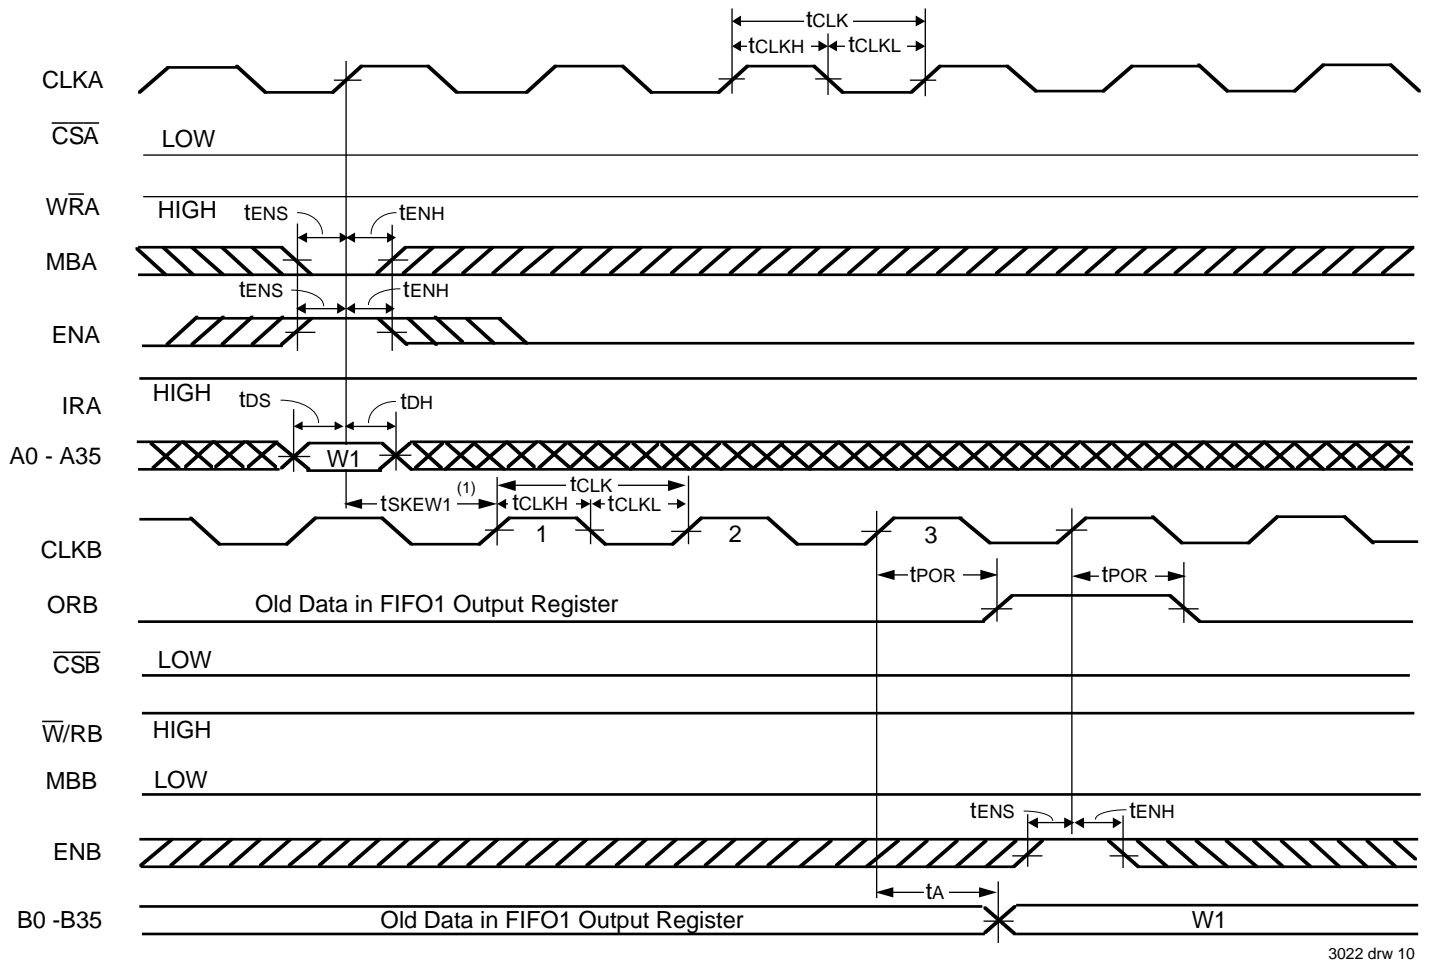 tCLK
tCLKH tCLKL
CLKA
CSA LOW
WRA HIGH
tENS tENH
MBA
tENS tENH
ENA
HIGH
IRA
tDS tDH
A0 - A35 W1
tSKEW1 (1) tCLK
tCLKH tCLKL
CLKB 1 2 3
tPOR tPOR
ORB Old Data in FIFO1 Output Register
CSB LOW
W/RB HIGH
MBB LOW
tENS tENH
ENB
tA
B0 -B35 Old Data in FIFO1 Output Register W1
3022 drw 10